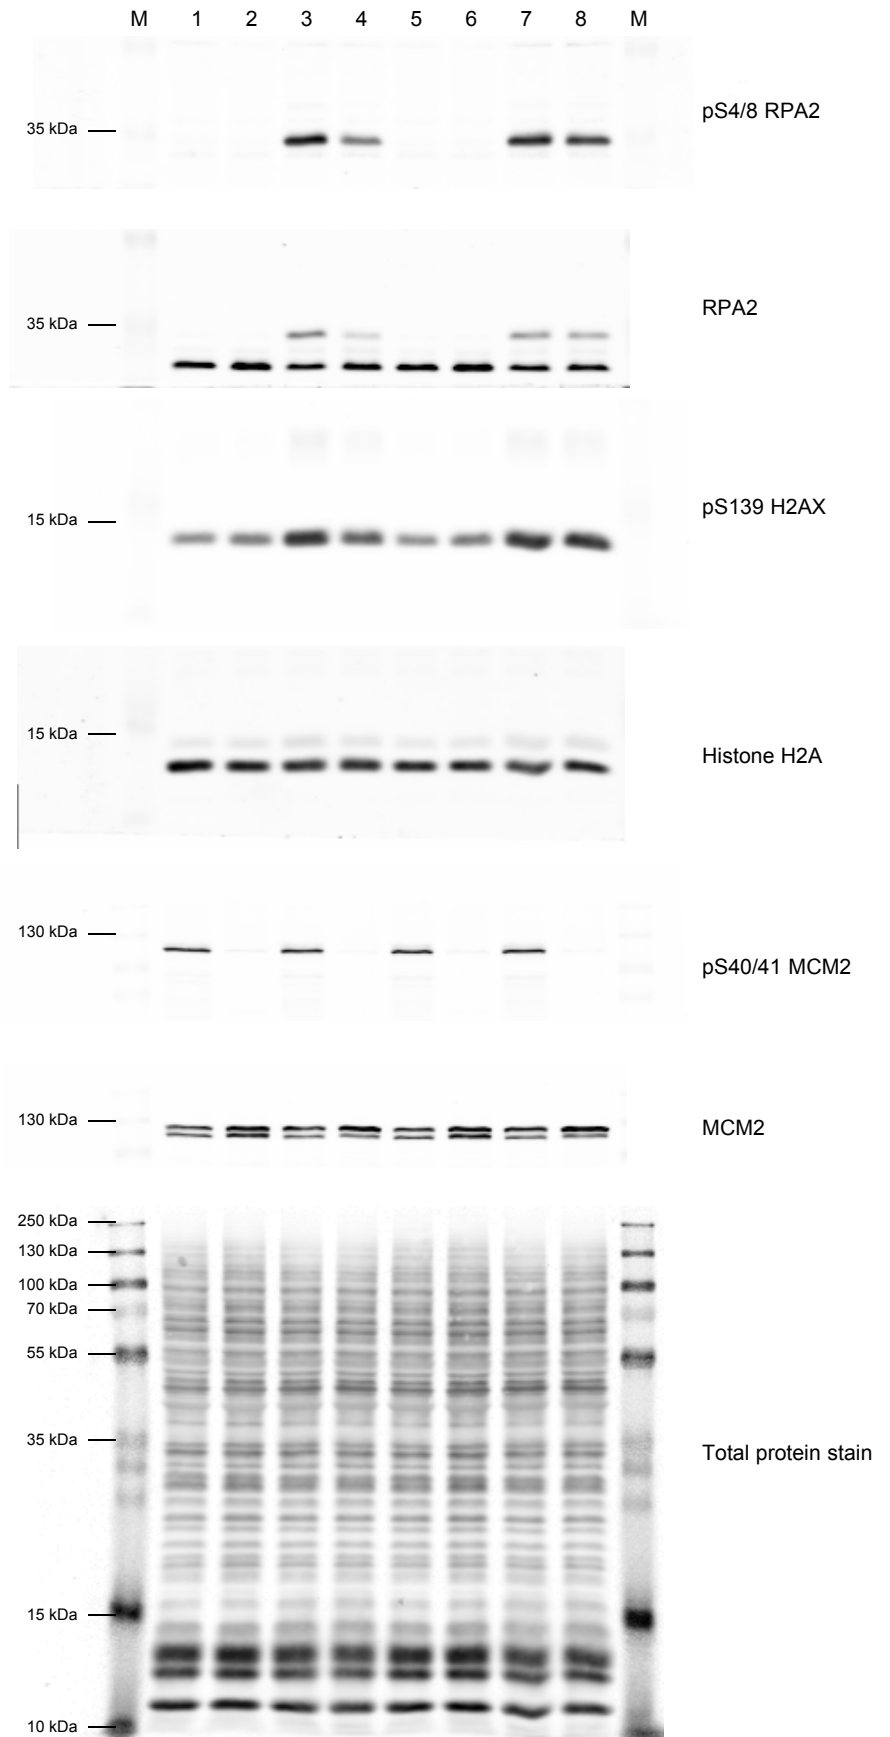 M 1 2 3 4 5 6 7 8 M
35 kDa
pS4/8 RPA2
35 kDa
RPA2
15 kDa
pS139 H2AX
15 kDa
Histone H2A
130 kDa
pS40/41 MCM2
130 kDa
MCM2
250 kDa
130 kDa
100 kDa
70 kDa
55 kDa
35 kDa
Total protein stain
15 kDa
10 kDa